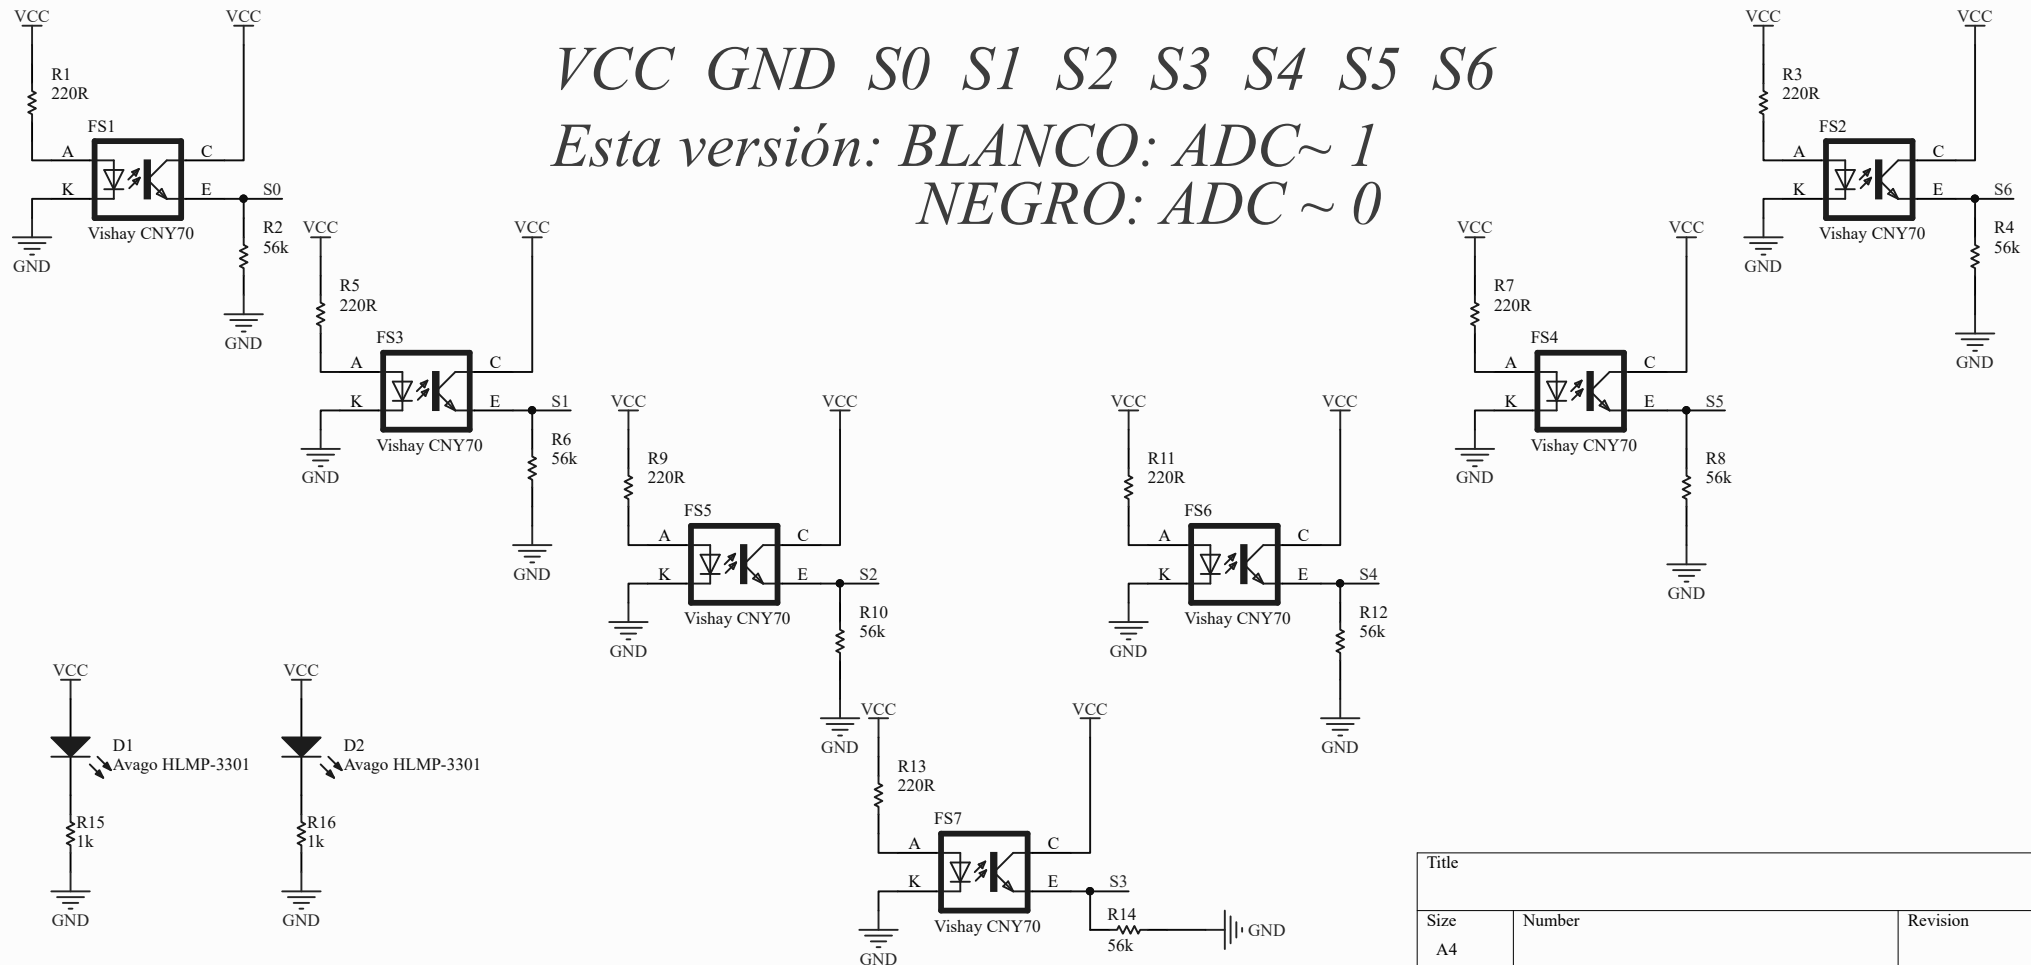 VCC GND S0 S1 S2 S3 S4 S5 S6
Esta versión: BLANCO: ADC~ 1
NEGRO: ADC ~ 0
VCC
VCC
R1
220R
FS1
A
C
K
E
S0
Vishay CNY70
R2
56k
GND
GND
VCC
VCC
R5
220R
FS3
A
C
K
E
S1
Vishay CNY70
R6
56k
GND
GND
VCC
VCC
R9
220R
FS5
A
C
K
E
S2
Vishay CNY70
R10
56k
GND
GND
VCC
VCC
R13
220R
FS7
A
C
K
E
S3
Vishay CNY70
R14
56k
GND
GND
VCC
VCC
R11
220R
FS6
A
C
K
E
S4
Vishay CNY70
R12
56k
GND
GND
VCC
VCC
R7
220R
FS4
A
C
K
E
S5
Vishay CNY70
R8
56k
GND
GND
VCC
VCC
R3
220R
FS2
A
C
K
E
S6
Vishay CNY70
R4
56k
GND
GND
VCC
D1
Avago HLMP-3301
R15
1k
GND
VCC
D2
Avago HLMP-3301
R16
1k
GND
Title
Size
A4
Number
Revision